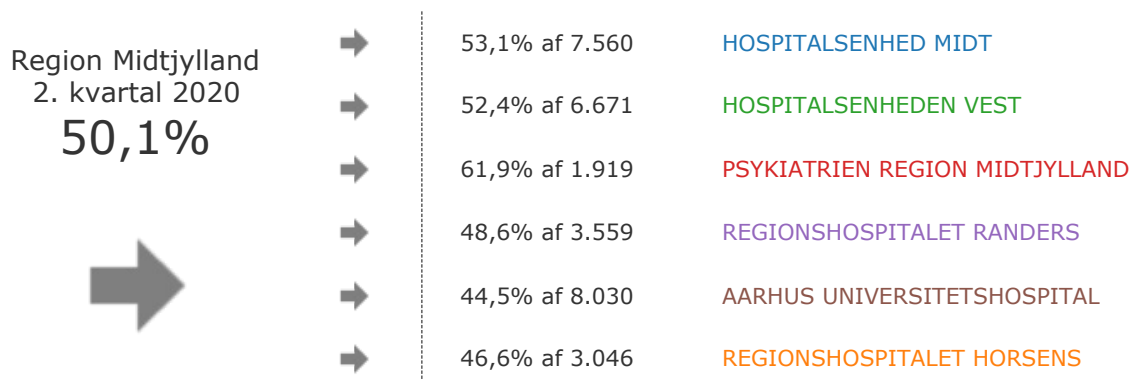 Region Midtjylland
2. kvartal 2020
50,1%
53,1% af 7.560 HOSPITALSENHED MIDT
52,4% af 6.671 HOSPITALSENHEDEN VEST
61,9% af 1.919 PSYKIATRIEN REGION MIDTJYLLAND
48,6% af 3.559 REGIONSHOSPITALET RANDERS
44,5% af 8.030 AARHUS UNIVERSITETSHOSPITAL
46,6% af 3.046 REGIONSHOSPITALET HORSENS